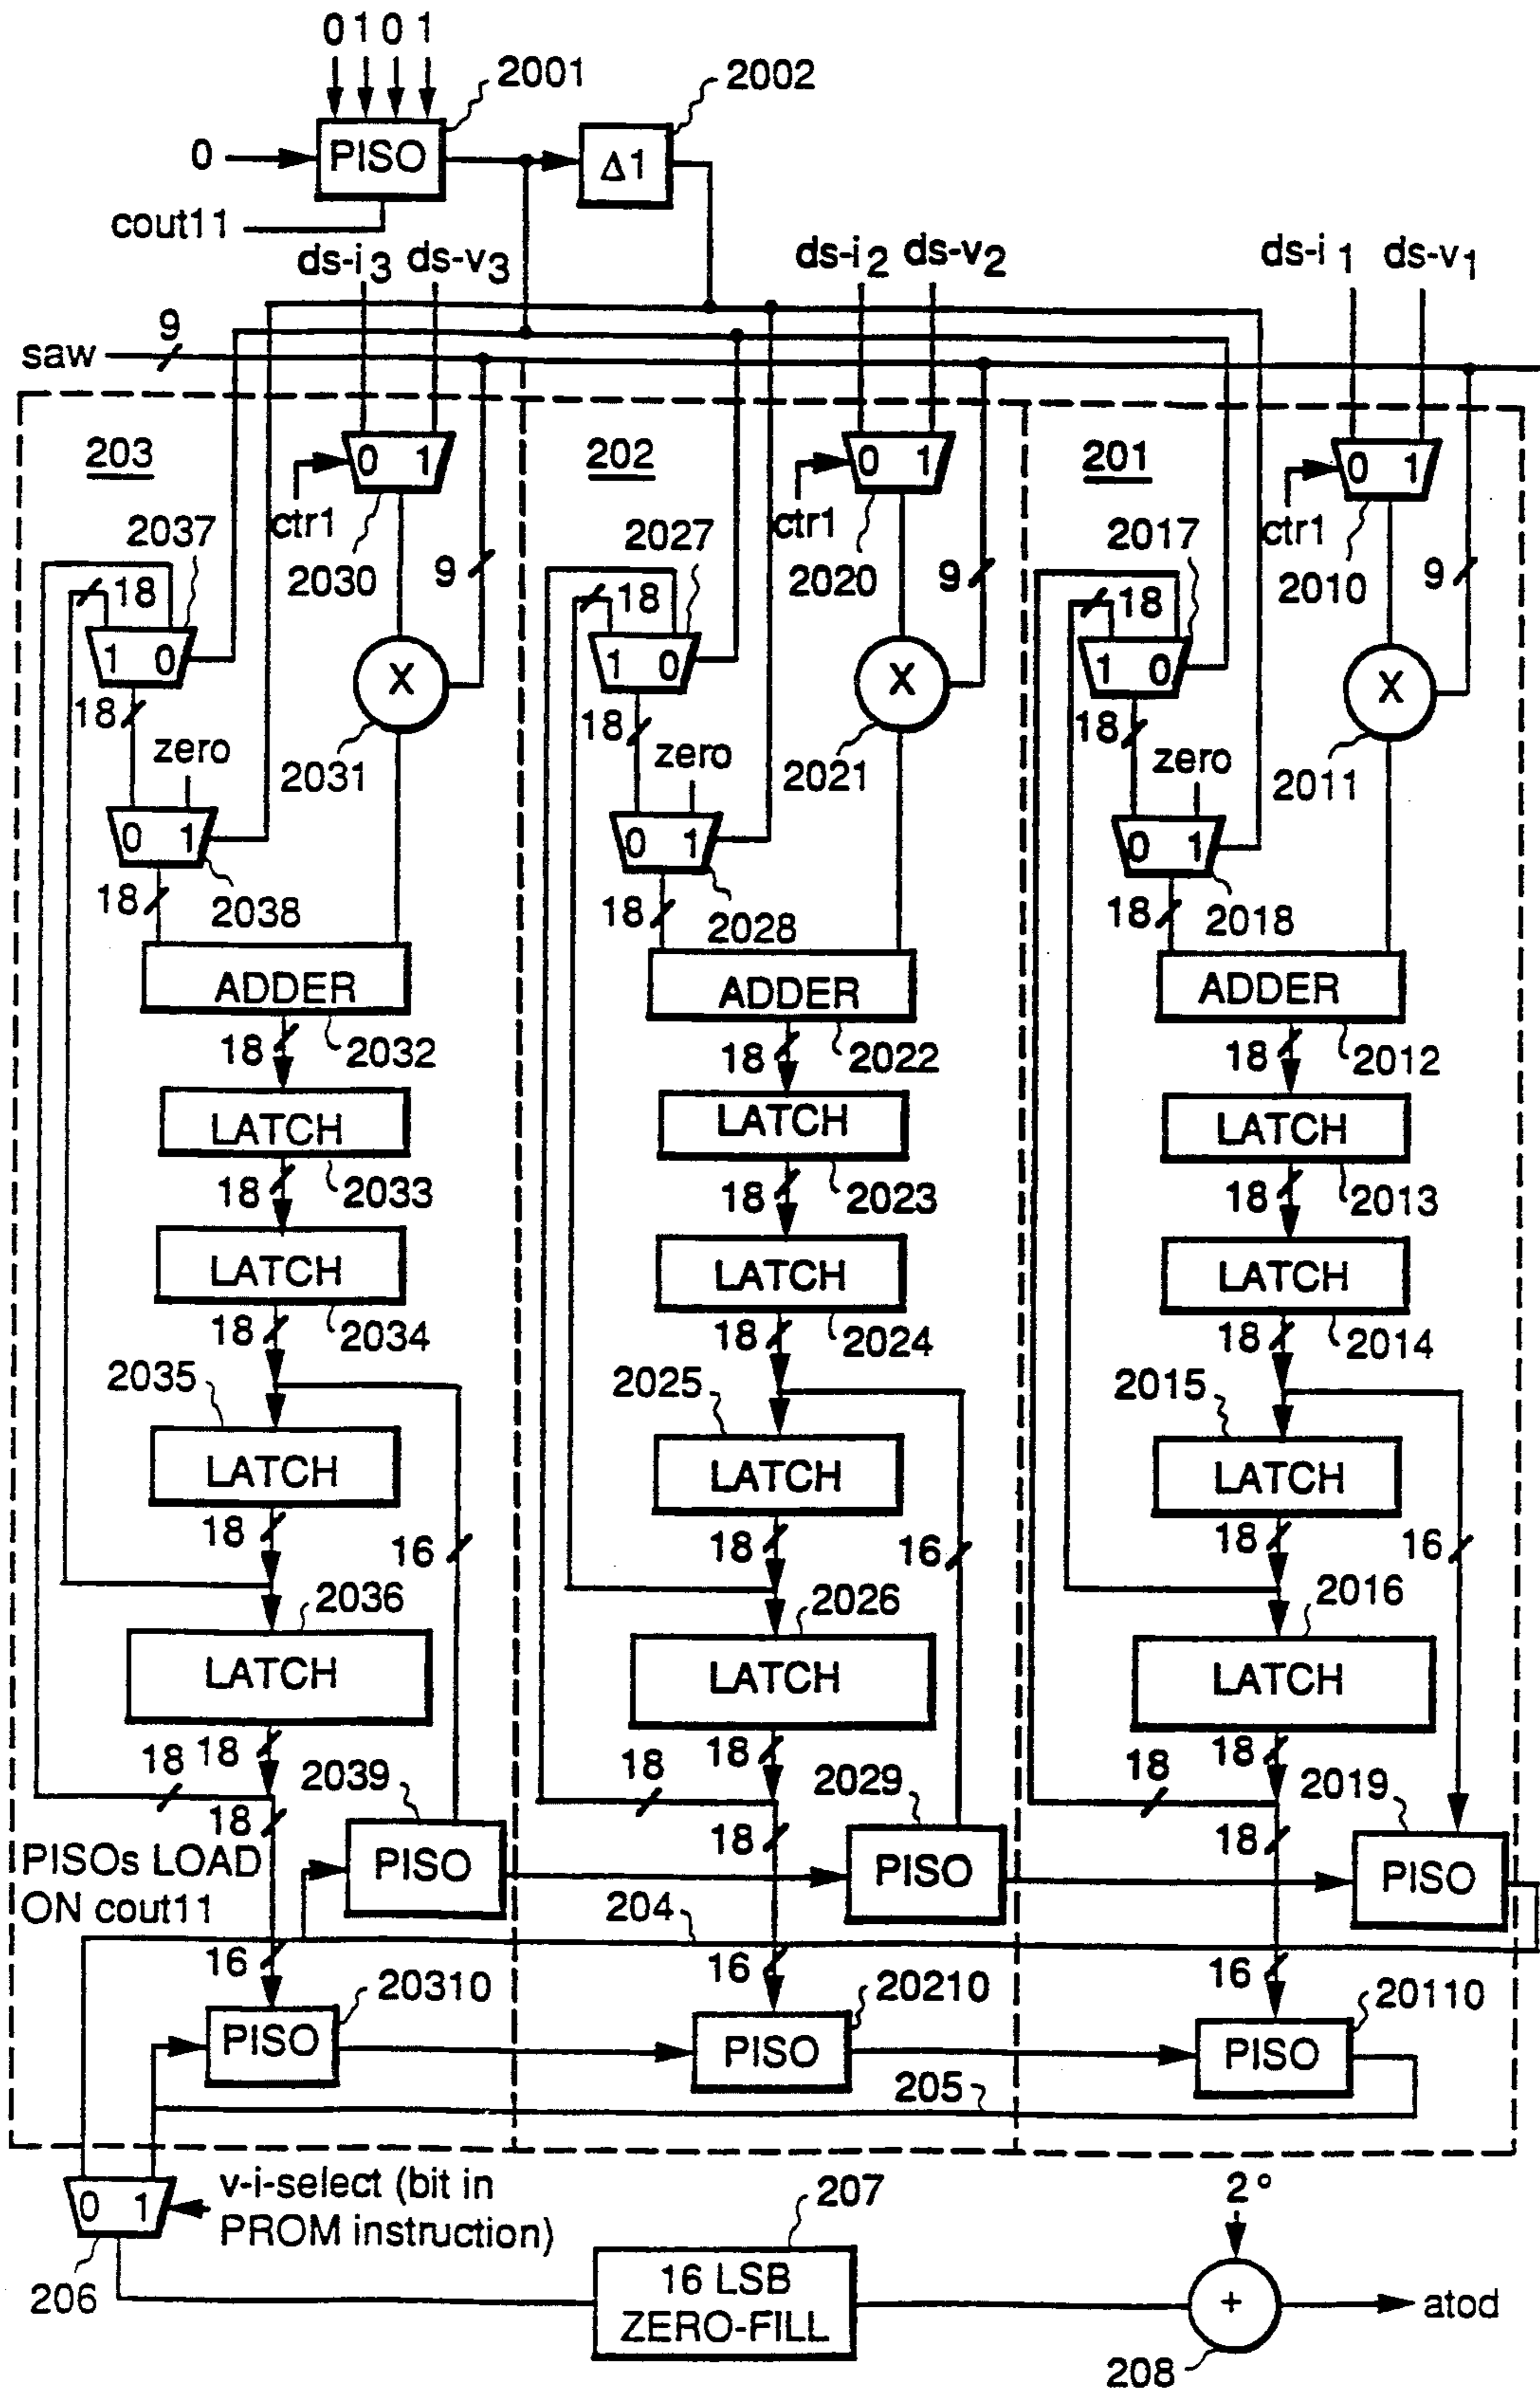 0 1 0 1
2001
2002
0
PISO
Δ1
cout11
ds-i3
ds-v3
ds-i2
ds-v2
ds-i1
ds-v1
saw
9
203
0 1
202
0 1
201
0 1
ctr1
ctr1
ctr1
2037
2030
9
2027
2020
9
2017
2010
9
18
18
18
1 0
X
1 0
X
1 0
X
18
zero
2031
18
zero
2021
18
zero
2011
0 1
0 1
0 1
18
2038
18
2028
18
2018
ADDER
ADDER
ADDER
18
2032
18
2022
18
2012
LATCH
LATCH
LATCH
18
2033
18
2023
18
2013
LATCH
LATCH
LATCH
18
2034
18
2024
18
2014
2035
2025
2015
LATCH
LATCH
LATCH
18
16
18
16
18
16
2036
2026
2016
LATCH
LATCH
LATCH
18
18
2039
18
18
2029
18
18
2019
18
18
18
PISOs LOAD
ON cout11
PISO
PISO
PISO
204
16
20310
16
20210
16
20110
PISO
PISO
PISO
205
0 1
v-i-select (bit in
PROM instruction)
206
207
16 LSB
ZERO-FILL
2°
+
208
atod